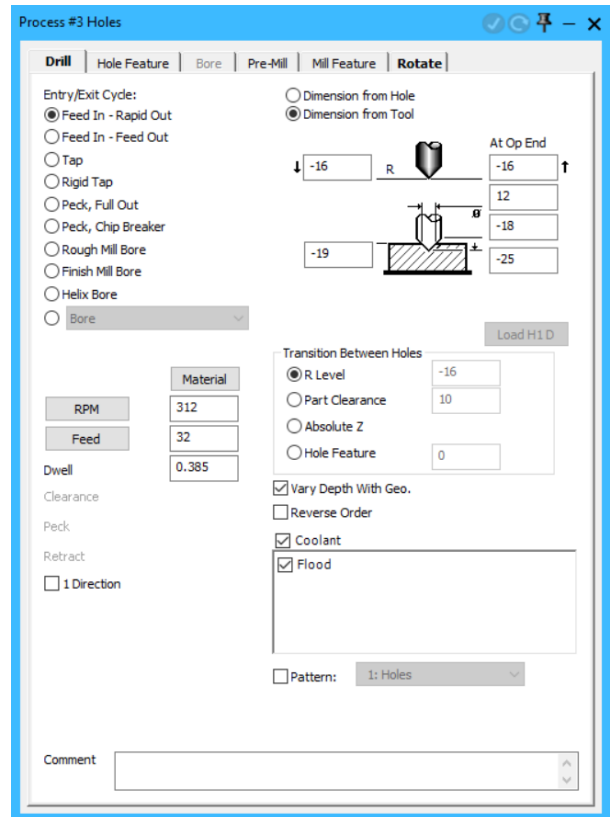 Process #3 Holes
Drill Hole Feature Bore Pre-Mill Mill Feature Rotate
Entry/Exit Cycle:
Feed In - Rapid Out
Feed In - Feed Out
Tap
Rigid Tap
Peck, Full Out
Peck, Chip Breaker
Rough Mill Bore
Finish Mill Bore
Helix Bore
Bore
Dimension from Hole
Dimension from Tool
At Op End
-16 R -16
12
ø
-18
-19
-25
Load H1 D
Transition Between Holes
R Level -16
Part Clearance 10
Absolute Z
Hole Feature 0
Material
RPM 312
Feed 32
Dwell 0.385
Clearance
Peck
Retract
1 Direction
Vary Depth With Geo.
Reverse Order
Coolant
Flood
Pattern: 1: Holes
Comment